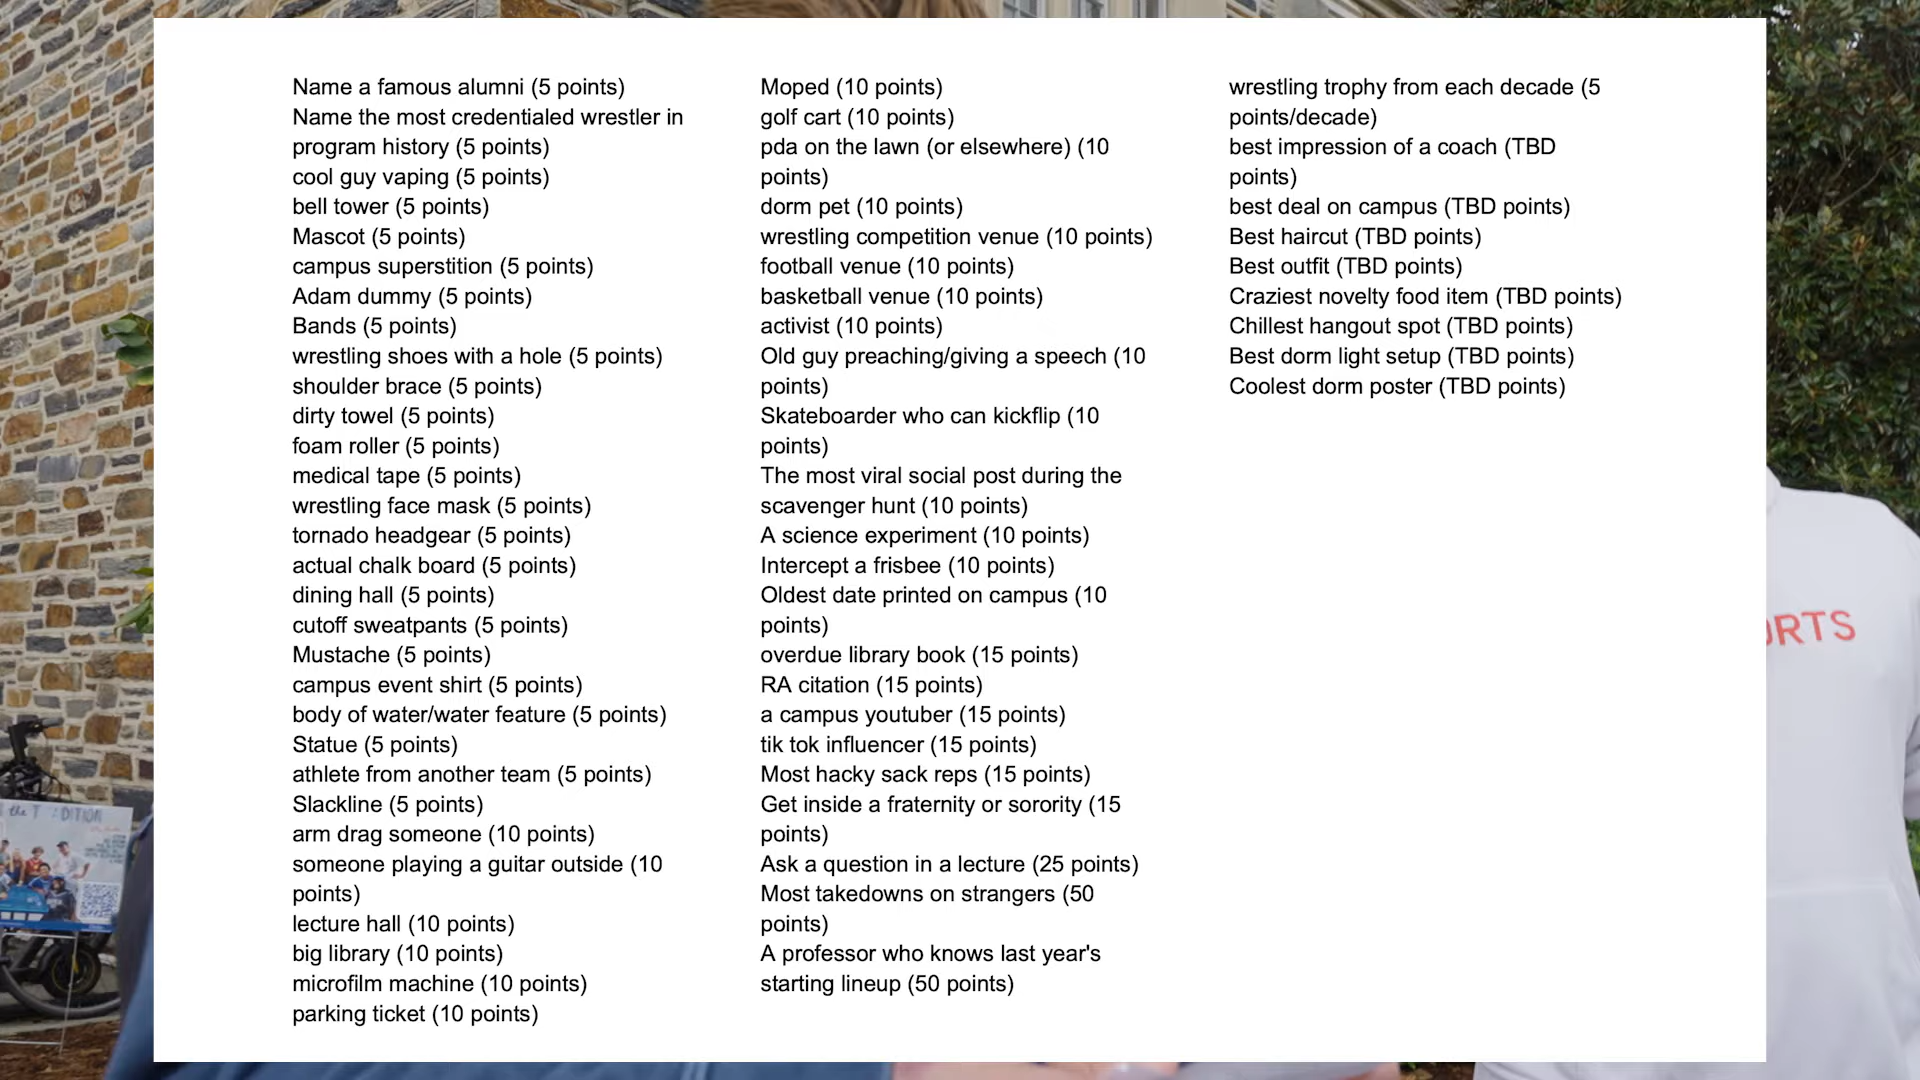 Name a famous alumni (5 points)
Name the most credentialed wrestler in
program history (5 points)
cool guy vaping (5 points)
bell tower (5 points)
Mascot (5 points)
campus superstition (5 points)
Adam dummy (5 points)
Bands (5 points)
wrestling shoes with a hole (5 points)
shoulder brace (5 points)
dirty towel (5 points)
foam roller (5 points)
medical tape (5 points)
wrestling face mask (5 points)
tornado headgear (5 points)
actual chalk board (5 points)
dining hall (5 points)
cutoff sweatpants (5 points)
Mustache (5 points)
campus event shirt (5 points)
body of water/water feature (5 points)
Statue (5 points)
athlete from another team (5 points)
Slackline (5 points)
arm drag someone (10 points)
someone playing a guitar outside (10
points)
lecture hall (10 points)
big library (10 points)
microfilm machine (10 points)
parking ticket (10 points)
Moped (10 points)
golf cart (10 points)
pda on the lawn (or elsewhere) (10
points)
dorm pet (10 points)
wrestling competition venue (10 points)
football venue (10 points)
basketball venue (10 points)
activist (10 points)
Old guy preaching/giving a speech (10
points)
Skateboarder who can kickflip (10
points)
The most viral social post during the
scavenger hunt (10 points)
A science experiment (10 points)
Intercept a frisbee (10 points)
Oldest date printed on campus (10
points)
overdue library book (15 points)
RA citation (15 points)
a campus youtuber (15 points)
tik tok influencer (15 points)
Most hacky sack reps (15 points)
Get inside a fraternity or sorority (15
points)
Ask a question in a lecture (25 points)
Most takedowns on strangers (50
points)
A professor who knows last year's
starting lineup (50 points)
wrestling trophy from each decade (5
points/decade)
best impression of a coach (TBD
points)
best deal on campus (TBD points)
Best haircut (TBD points)
Best outfit (TBD points)
Craziest novelty food item (TBD points)
Chillest hangout spot (TBD points)
Best dorm light setup (TBD points)
Coolest dorm poster (TBD points)
ORTS
the